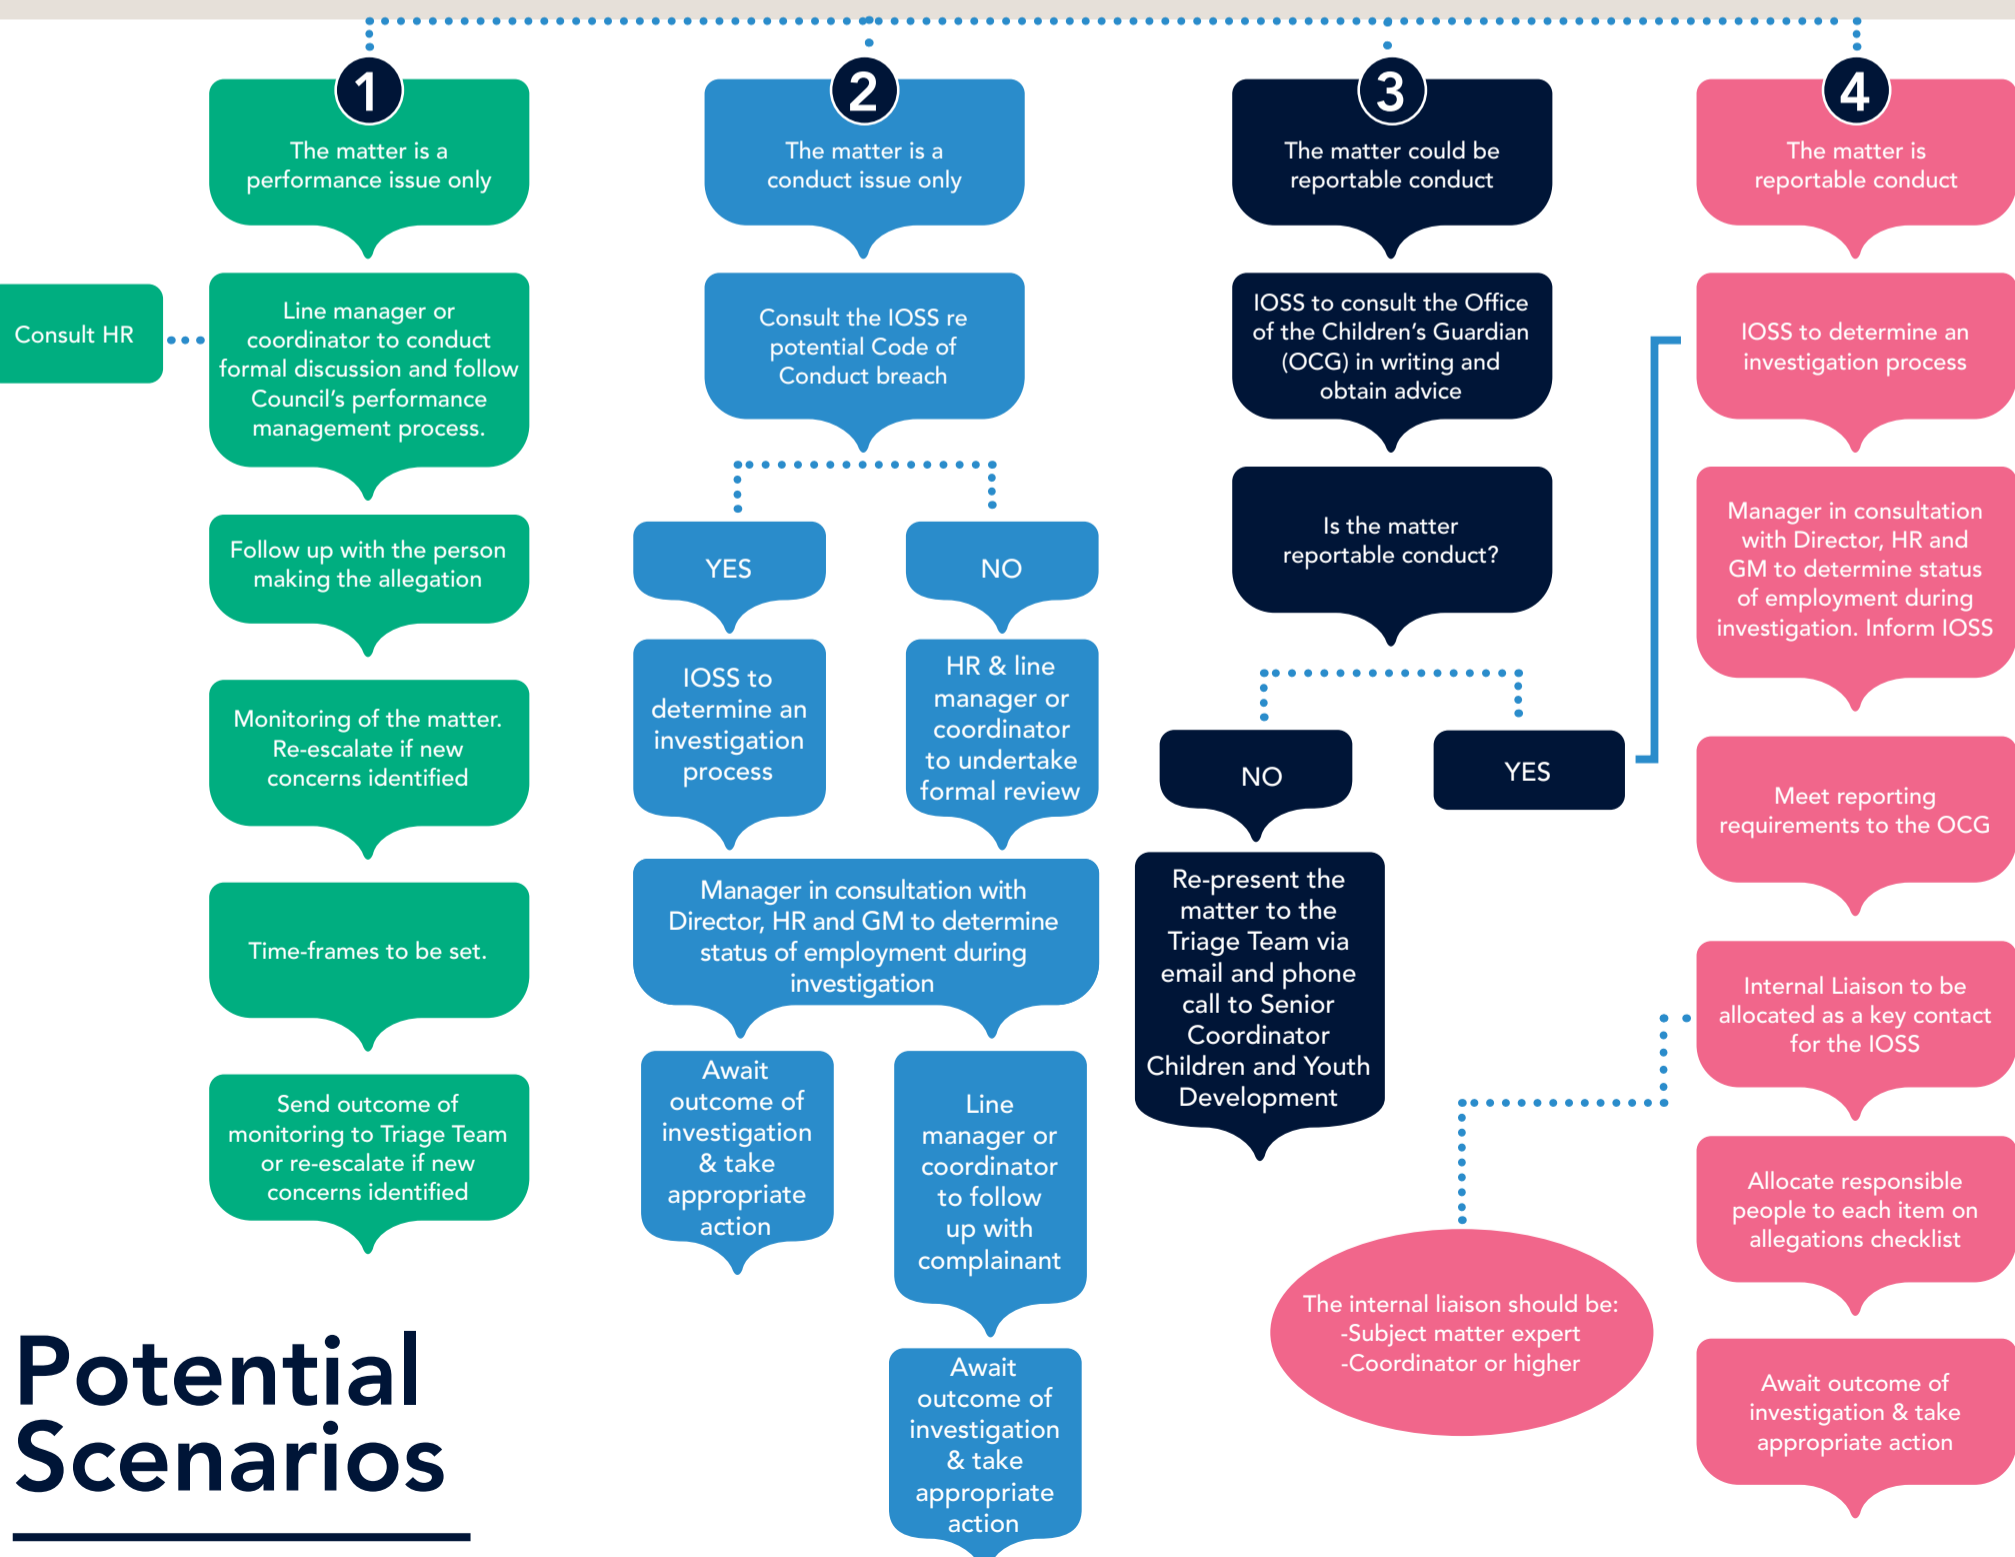 1
The matter is a
performance issue only
Consult HR
Line manager or
coordinator to conduct
formal discussion and follow
Council’s performance
management process.
Follow up with the person
making the allegation
Monitoring of the matter.
Re-escalate if new
concerns identified
Time-frames to be set.
Send outcome of
monitoring to Triage Team
or re-escalate if new
concerns identified
2
The matter is a
conduct issue only
Consult the IOSS re
potential Code of
Conduct breach
YES
IOSS to
determine an
investigation
process
NO
HR & line
manager or
coordinator
to undertake
formal review
Manager in consultation with
Director, HR and GM to determine
status of employment during
investigation
Await
outcome of
investigation
& take
appropriate
action
Line
manager or
coordinator
to follow
up with
complainant
Await
outcome of
investigation
& take
appropriate
action
3
The matter could be
reportable conduct
IOSS to consult the Office
of the Children’s Guardian
(OCG) in writing and
obtain advice
Is the matter
reportable conduct?
NO
YES
Re-present the
matter to the
Triage Team via
email and phone
call to Senior
Coordinator
Children and Youth
Development
4
The matter is
reportable conduct
IOSS to determine an
investigation process
Manager in consultation
with Director, HR and
GM to determine status
of employment during
investigation. Inform IOSS
Meet reporting
requirements to the OCG
Internal Liaison to be
allocated as a key contact
for the IOSS
The internal liaison should be:
-Subject matter expert
-Coordinator or higher
Allocate responsible
people to each item on
allegations checklist
Await outcome of
investigation & take
appropriate action
Potential
Scenarios